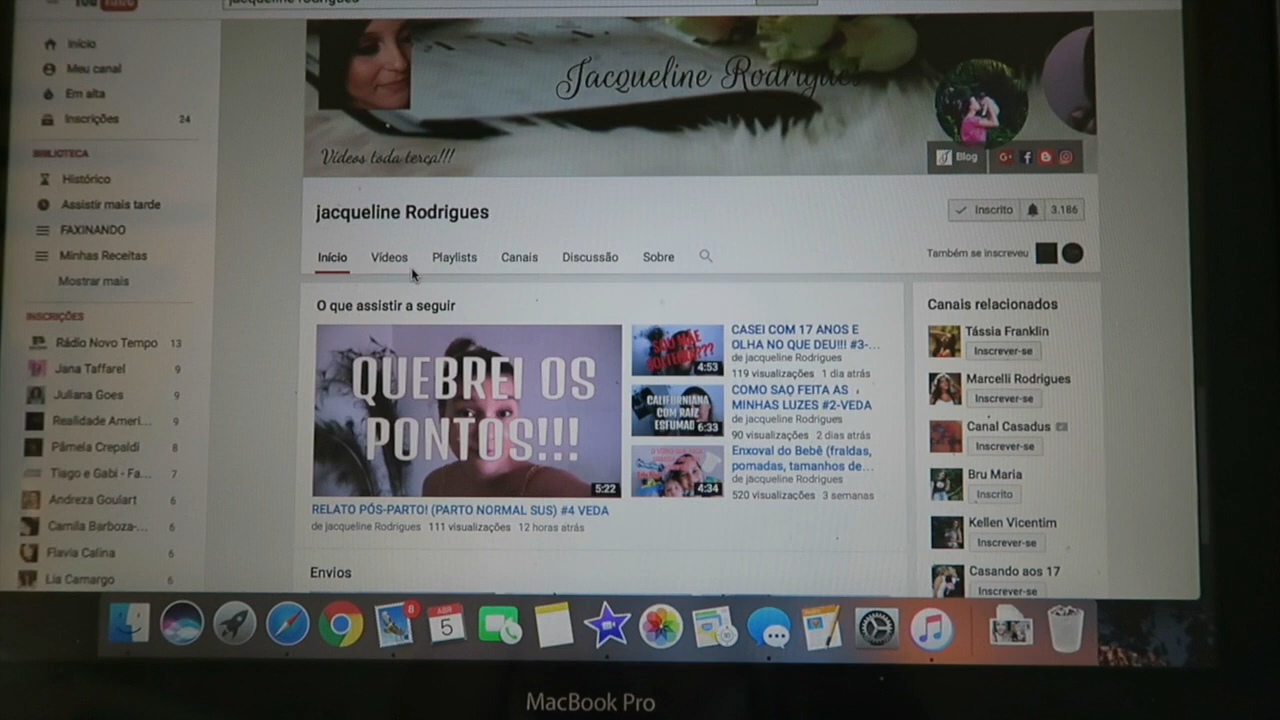 YouTube
jacqueline rodrigues
Início
Meu canal
Em alta
Inscrições 24
BIBLIOTECA
Histórico
Assistir mais tarde
FAXINANDO
Minhas Receitas
Mostrar mais
INSCRIÇÕES
Rádio Novo Tempo 13
Jana Taffarel 9
Juliana Goes 9
Realidade Ameri... 9
Pâmela Crepaldi 8
Tiago e Gabi - Fa... 7
Andreza Goulart 6
Camila Barboza-... 6
Flavia Calina 6
Lia Camargo 6
Jacqueline Rodrigues
Vídeos toda terça!!!
Blog
jacqueline Rodrigues
Inscrito 3.186
Início Vídeos Playlists Canais Discussão Sobre
Também se inscreveu
O que assistir a seguir
QUEBREI OS
PONTOS!!!
5:22
RELATO PÓS-PARTO! (PARTO NORMAL SUS) #4 VEDA
de jacqueline Rodrigues 111 visualizações 12 horas atrás
SOU MÃE
SOLTEIRA???
4:53
CASEI COM 17 ANOS E
OLHA NO QUE DEU!!! #3-...
de jacqueline Rodrigues
119 visualizações 1 dia atrás
CALIFORNIANA
COM RAIZ
ESFUMADA
6:33
COMO SAO FEITA AS
MINHAS LUZES #2-VEDA
de jacqueline Rodrigues
90 visualizações 2 dias atrás
4:34
Enxoval do Bebê (fraldas,
pomadas, tamanhos de...
de jacqueline Rodrigues
520 visualizações 3 semanas
Envios
Canais relacionados
Tássia Franklin
Inscrever-se
Marcelli Rodrigues
Inscrever-se
Canal Casadus
Inscrever-se
Bru Maria
Inscrito
Kellen Vicentim
Inscrever-se
Casando aos 17
Inscrever-se
8
ABR
5
MacBook Pro